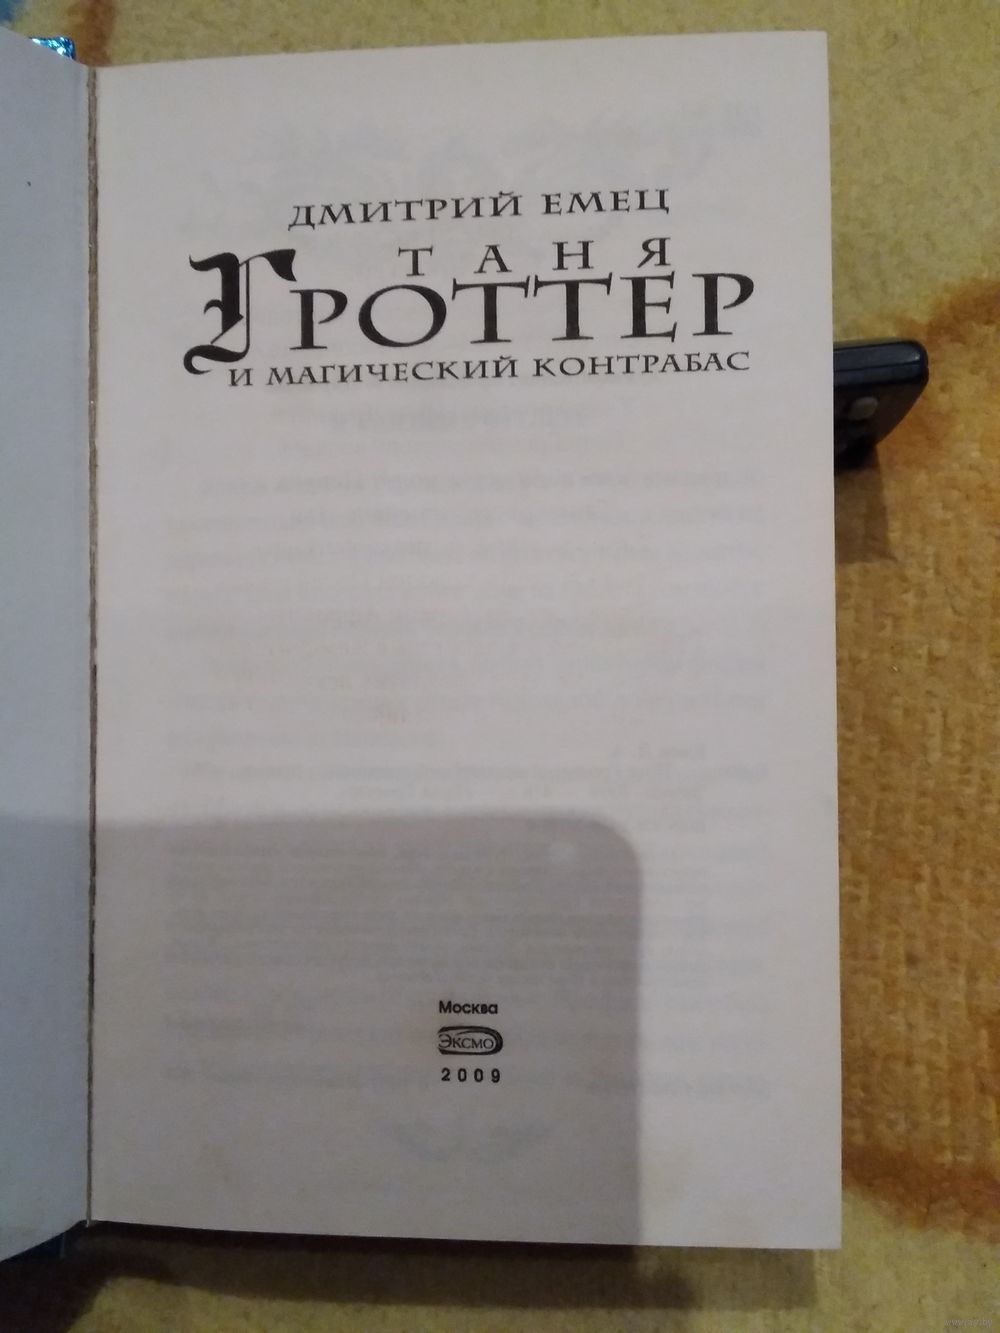 ДМИТРИЙ ЕМЕЦ
ТАНЯ
ГРОТТЕР
И МАГИЧЕСКИЙ КОНТРАБАС
Москва
ЭКСМО
2009